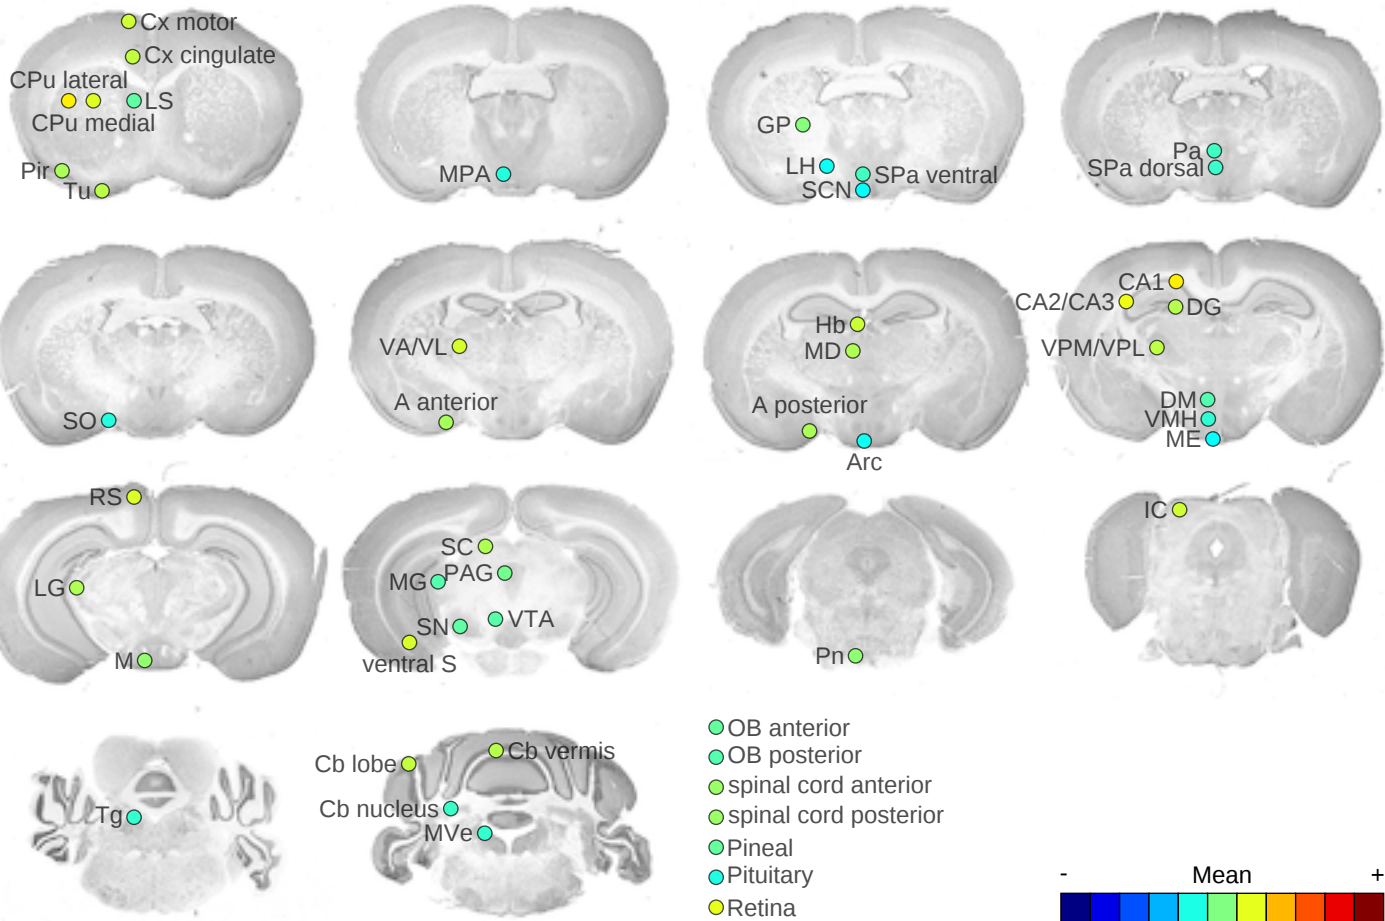 Cx motor
Cx cingulate
CPu lateral
LS
CPu medial
Pir
Tu
MPA
GP
LH
SPa ventral
SCN
Pa
SPa dorsal
SO
VA/VL
A anterior
Hb
MD
A posterior
Arc
CA1
CA2/CA3
DG
VPM/VPL
DM
VMH
ME
RS
LG
M
SC
PAG
MG
SN
VTA
ventral S
Pn
IC
Tg
Cb lobe
Cb vermis
Cb nucleus
MVe
OB anterior
OB posterior
spinal cord anterior
spinal cord posterior
Pineal
Pituitary
Retina
- Mean +